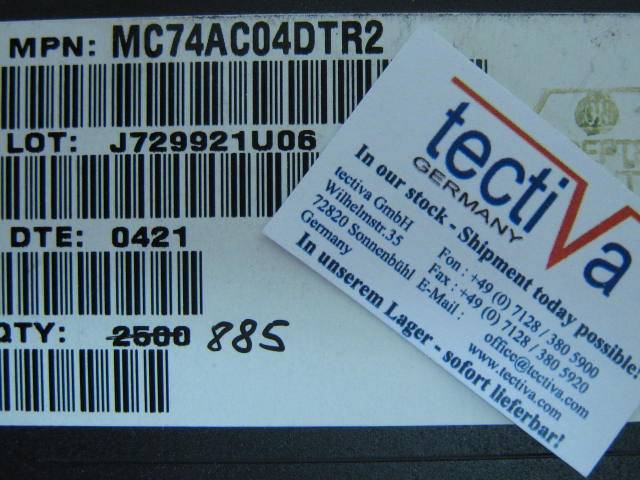 MPN: MC74AC04DTR2
LOT: J729921U06
DTE: 0421
QTY: 2500 885
tectiva
GERMANY
In our stock - Shipment today possible!
tectiva GmbH
Wilhelmstr.35
72820 Sonnenbühl
Germany
Fon : +49 (0) 7128 / 380 5900
Fax : +49 (0) 7128 / 380 5920
E-Mail : office@tectiva.com
www.tectiva.com
In unserem Lager - sofort lieferbar!